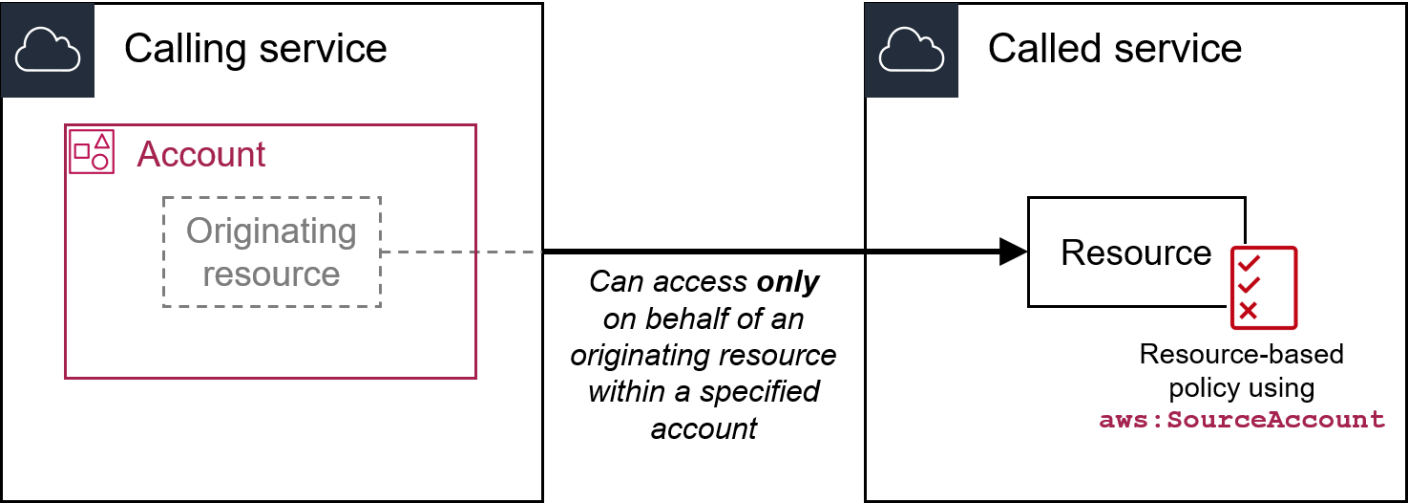 Calling service
Account
Originating
resource
Can access only
on behalf of an
originating resource
within a specified
account
Called service
Resource
Resource-based
policy using
aws:SourceAccount